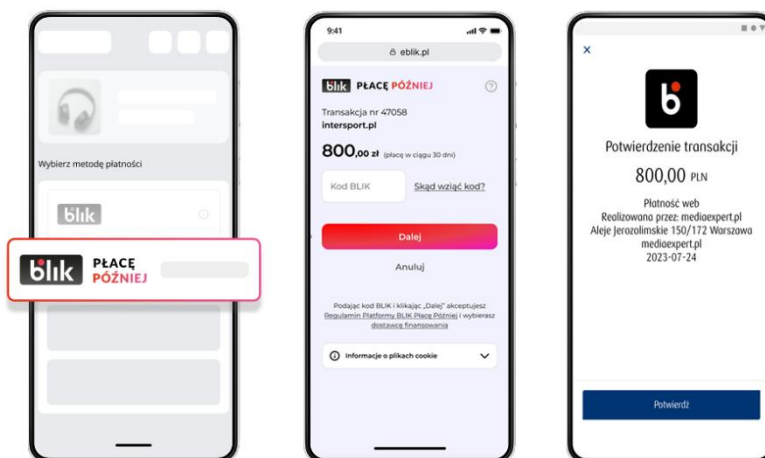 Wybierz metodę płatności
blik
blik PŁACĘ
PÓŹNIEJ
9:41
eblik.pl
blik PŁACĘ PÓŹNIEJ
Transakcja nr 47058
intersport.pl
800,00 zł (płacę w ciągu 30 dni)
Kod BLIK Skąd wziąć kod?
Dalej
Anuluj
Podając kod BLIK i klikając „Dalej” akceptujesz
Regulamin Platformy BLIK Płacę Później i wybierasz
dostawcę finansowania
Informacje o plikach cookie
b
Potwierdzenie transakcji
800,00 PLN
Płatność web
Realizowana przez: mediaexpert.pl
Aleje Jerozolimskie 150/172 Warszawa
mediaexpert.pl
2023-07-24
Potwierdź